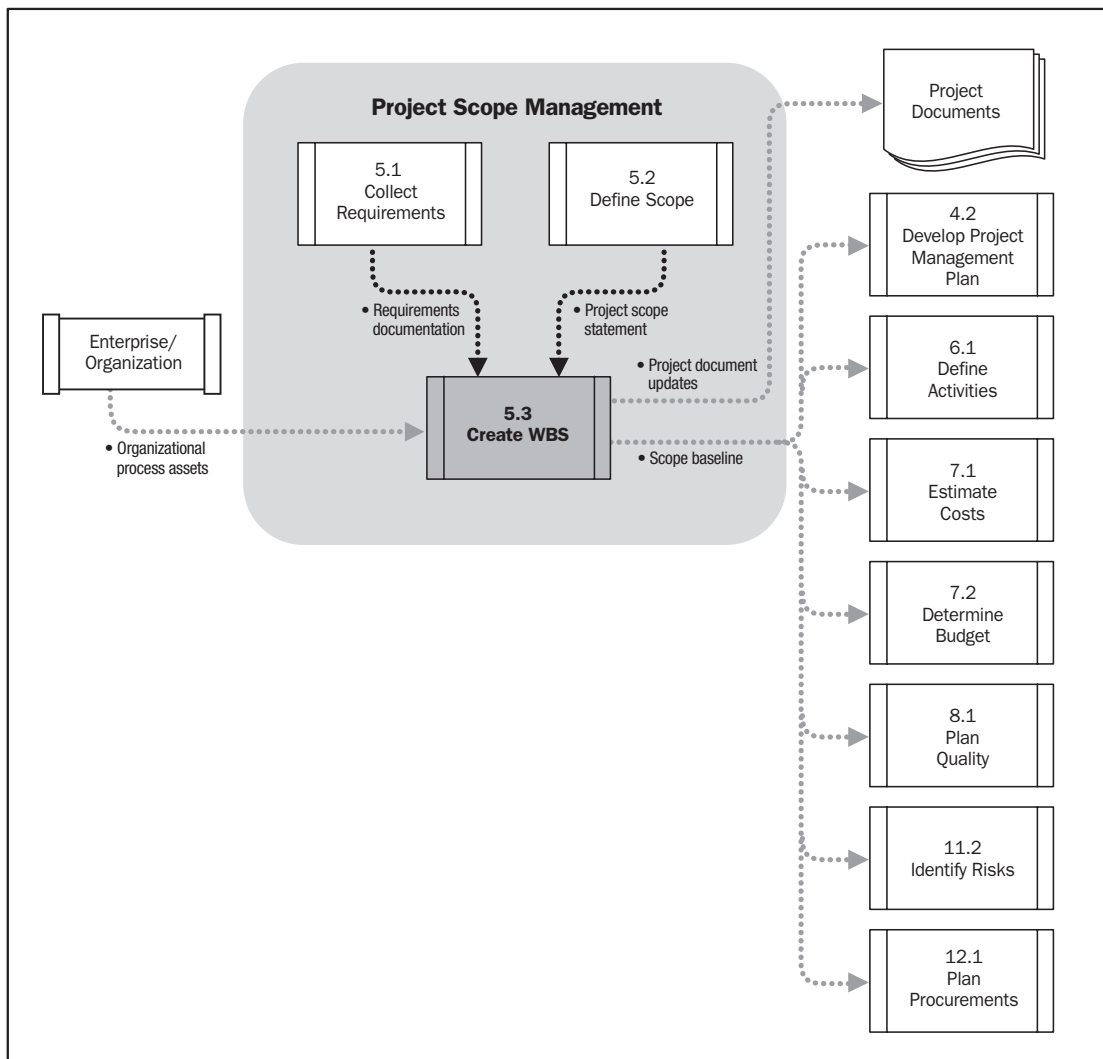 Project Scope Management
5.1
Collect
Requirements
5.2
Define Scope
• Requirements
documentation
• Project scope
statement
Enterprise/
Organization
• Organizational
process assets
5.3
Create WBS
• Project document
updates
• Scope baseline
Project
Documents
4.2
Develop Project
Management
Plan
6.1
Define
Activities
7.1
Estimate
Costs
7.2
Determine
Budget
8.1
Plan
Quality
11.2
Identify Risks
12.1
Plan
Procurements